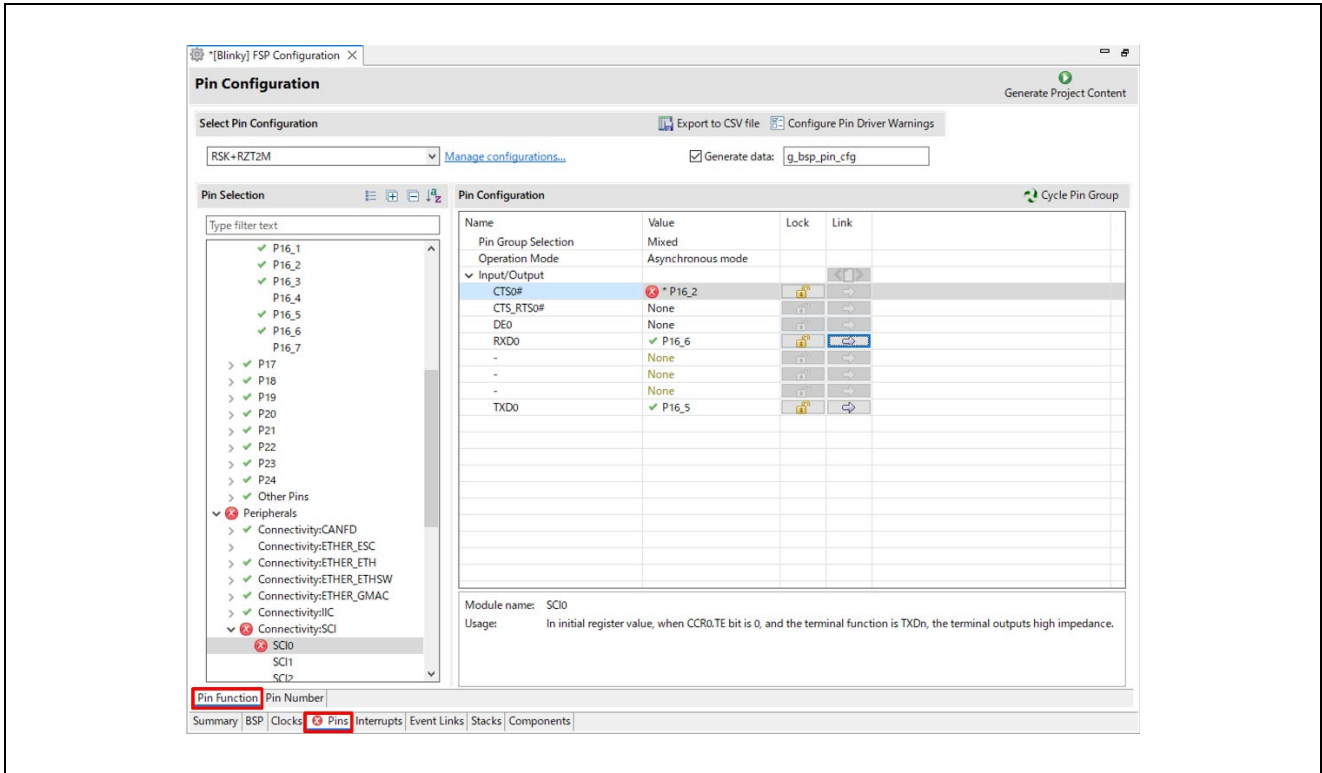 *[Blinky] FSP Configuration
Pin Configuration
Generate Project Content
Select Pin Configuration
Export to CSV file
Configure Pin Driver Warnings
RSK+RZT2M
Manage configurations...
Generate data:
g_bsp_pin_cfg
Pin Selection
Type filter text
P16_1
P16_2
P16_3
P16_4
P16_5
P16_6
P16_7
P17
P18
P19
P20
P21
P22
P23
P24
Other Pins
Peripherals
Connectivity:CANFD
Connectivity:ETHER_ESC
Connectivity:ETHER_ETH
Connectivity:ETHER_ETHSW
Connectivity:ETHER_GMAC
Connectivity:IIC
Connectivity:SCI
SCI0
SCI1
SCI2
Pin Configuration
Cycle Pin Group
Name Value Lock Link
Pin Group Selection Mixed
Operation Mode Asynchronous mode
Input/Output
CTS0# * P16_2
CTS_RTS0# None
DE0 None
RXD0 P16_6
- None
- None
- None
TXD0 P16_5
Module name: SCI0
Usage: In initial register value, when CCR0.TE bit is 0, and the terminal function is TXDn, the terminal outputs high impedance.
Pin Function Pin Number
Summary BSP Clocks Pins Interrupts Event Links Stacks Components